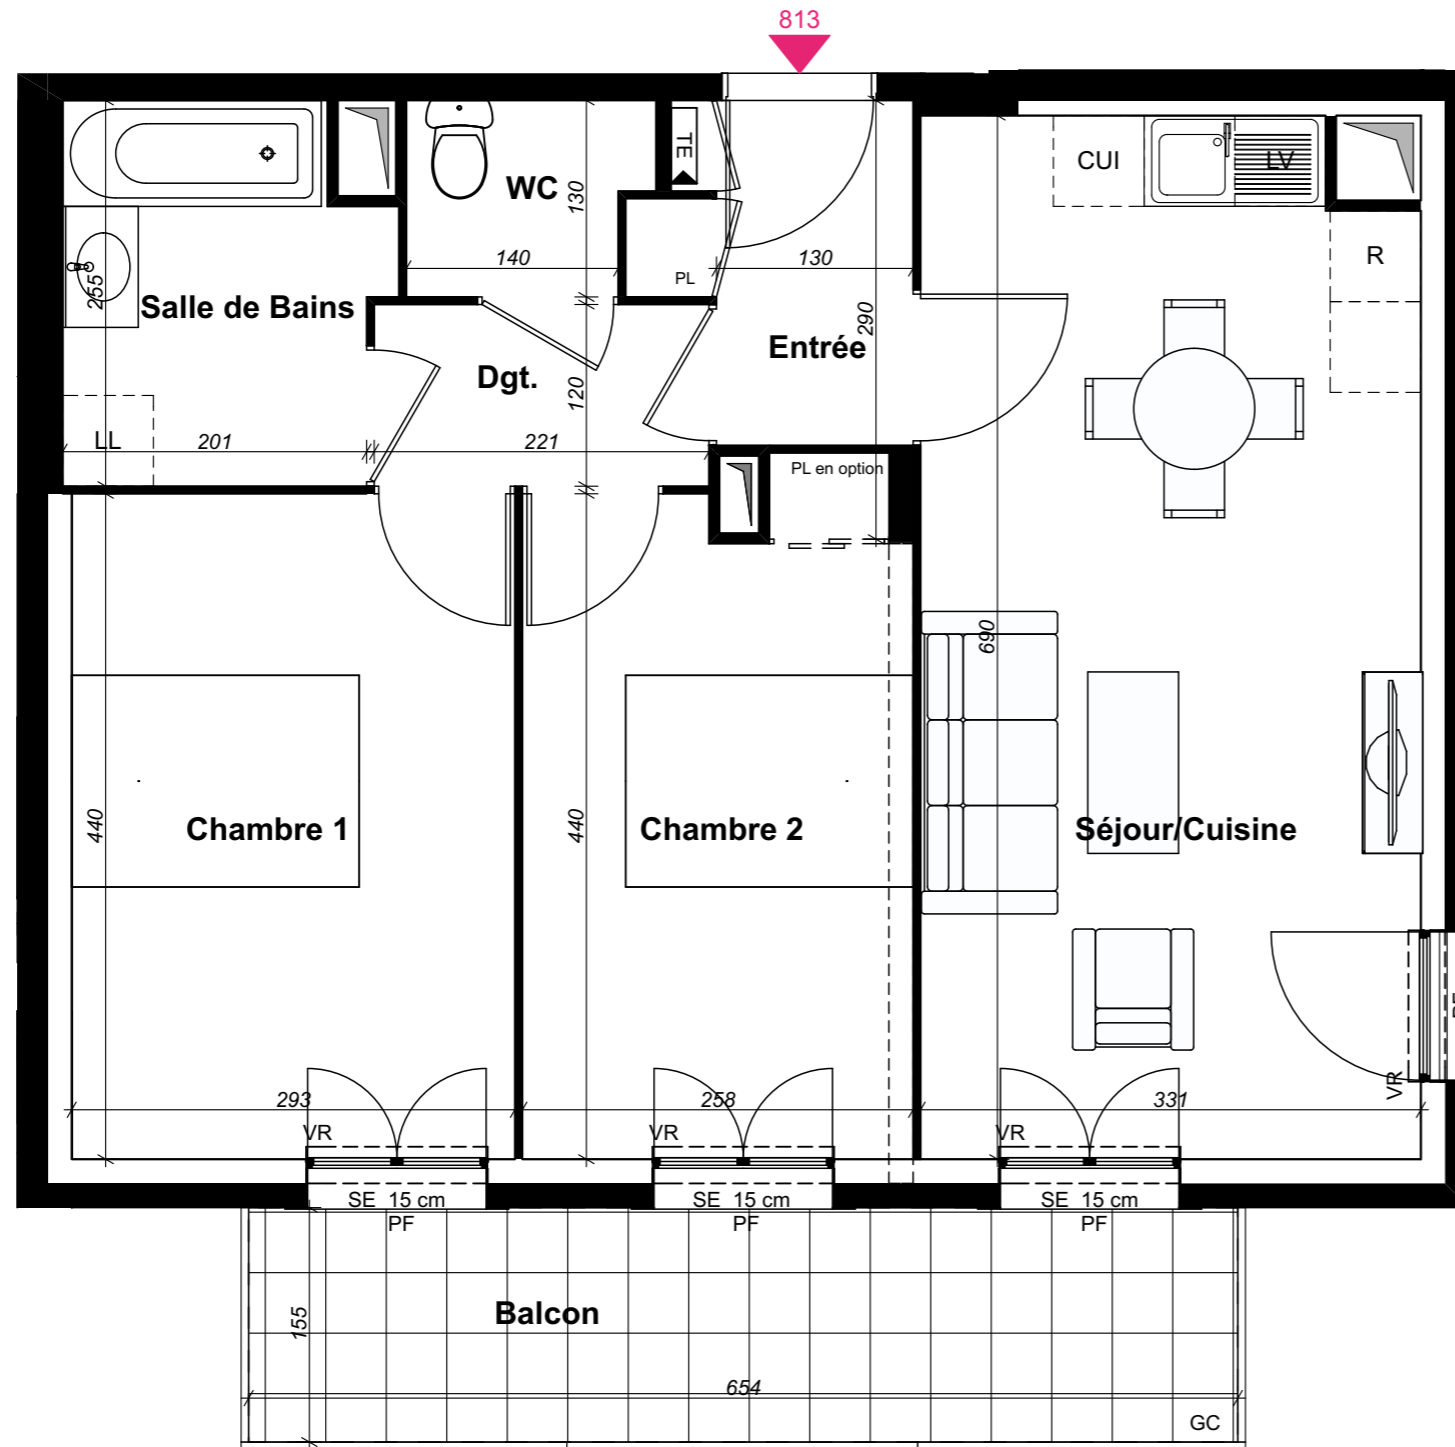 813
TE
WC
130
CUI
LV
140
PL
130
R
255
Salle de Bains
290
Entrée
Dgt.
120
LL
201
221
PL en option
690
440
Chambre 1
440
Chambre 2
Séjour/Cuisine
293
258
331
VR
VR
VR
VR
SE 15 cm
SE 15 cm
SE 15 cm
PF
PF
PF
Balcon
155
654
GC